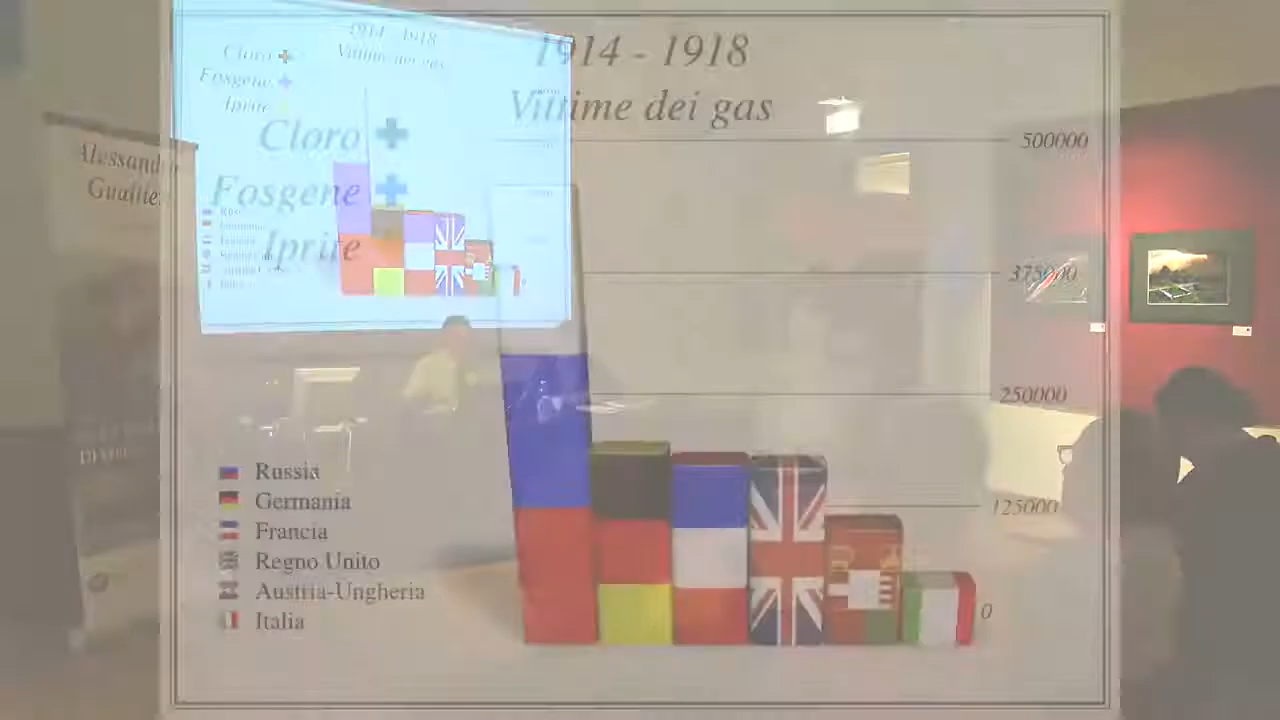 1914 - 1918
Vittime dei gas
Cloro
Fosgene
Iprite
1914 - 1918
Vittime dei gas
Cloro
Fosgene
Iprite
500000
375000
250000
125000
0
Russia
Germania
Francia
Regno Unito
Austria-Ungheria
Italia
Alessandr